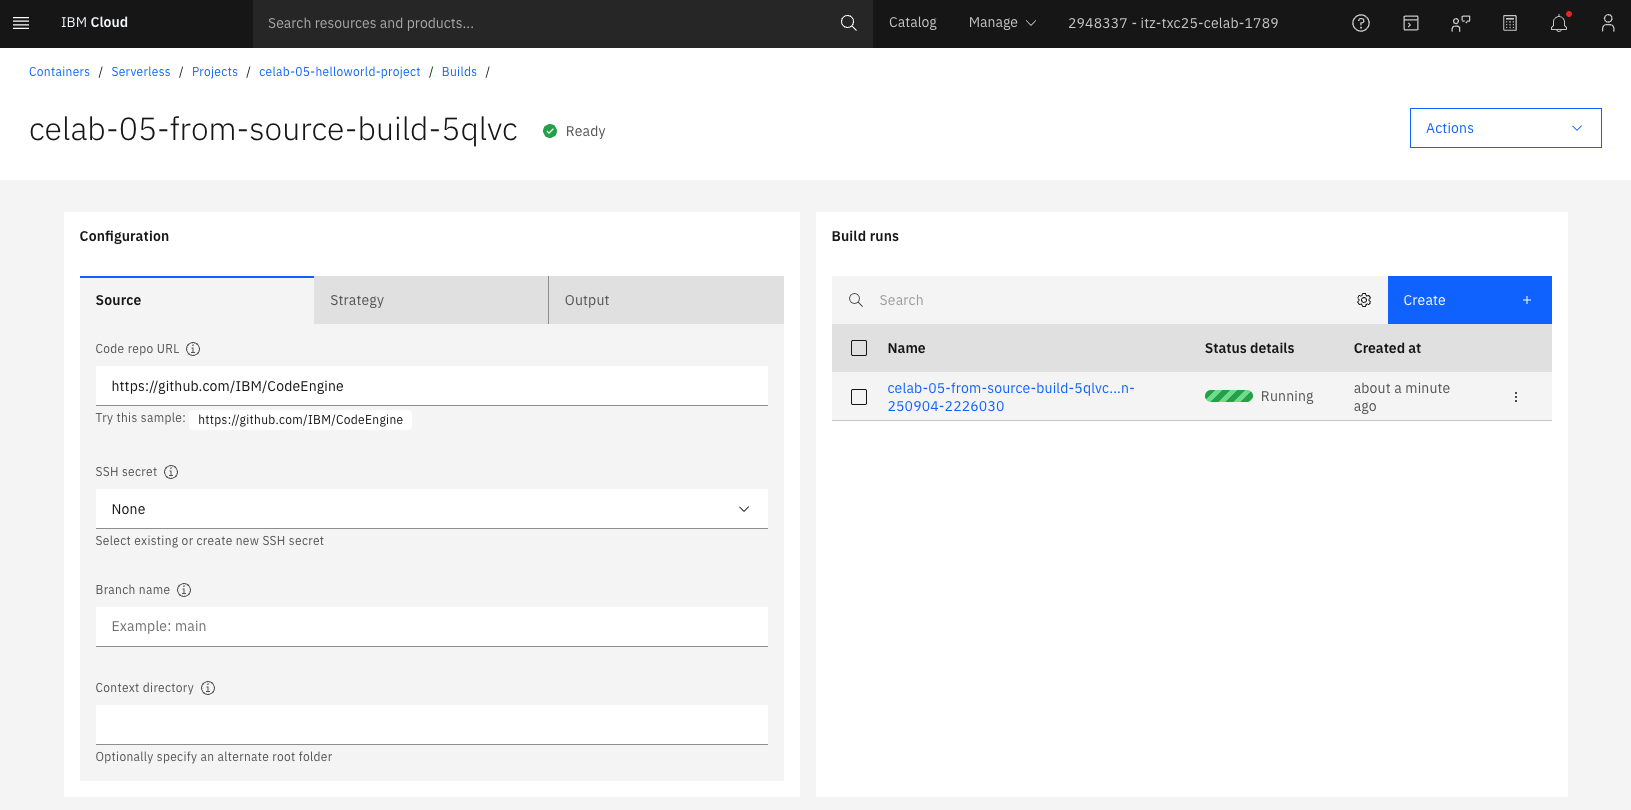 IBM Cloud
Search resources and products...
Catalog
Manage
2948337 - itz-txc25-celab-1789
Containers / Serverless / Projects / celab-05-helloworld-project / Builds /
celab-05-from-source-build-5qlvc
Ready
Actions
Configuration
Source
Strategy
Output
Code repo URL
https://github.com/IBM/CodeEngine
Try this sample: https://github.com/IBM/CodeEngine
SSH secret
None
Select existing or create new SSH secret
Branch name
Example: main
Context directory
Optionally specify an alternate root folder
Build runs
Search
Create +
Name
Status details
Created at
celab-05-from-source-build-5qlvc...n-
250904-2226030
Running
about a minute
ago